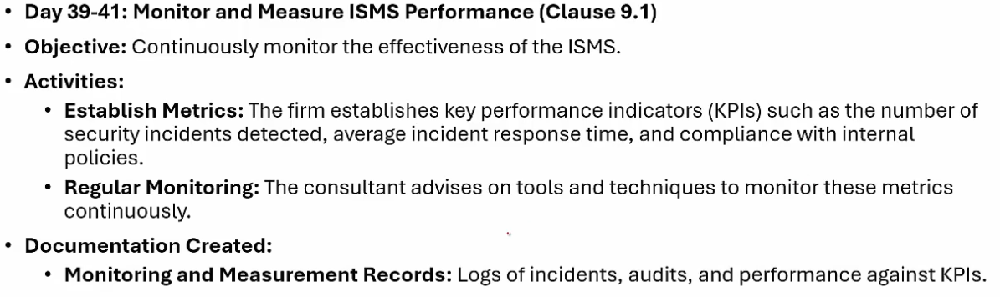 • Day 39-41: Monitor and Measure ISMS Performance (Clause 9.1)
• Objective: Continuously monitor the effectiveness of the ISMS.
• Activities:
• Establish Metrics: The firm establishes key performance indicators (KPIs) such as the number of
security incidents detected, average incident response time, and compliance with internal
policies.
• Regular Monitoring: The consultant advises on tools and techniques to monitor these metrics
continuously.
• Documentation Created:
• Monitoring and Measurement Records: Logs of incidents, audits, and performance against KPIs.